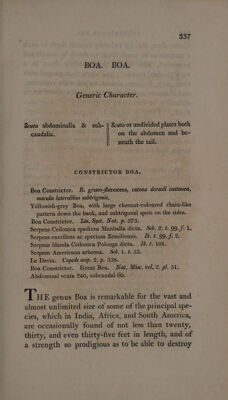 337
BOA. BOA.
Generic Character.
Scuta abdominalia & sub-
caudalia.
Scuta or undivided plates both
on the abdomen and be-
neath the tail.
CONSTRICTOR BOA.
Boa Constrictor. B. griseo-flavescens, catena dorsali castanea,
maculis lateralibus subtrigonis.
Yellowish-grey Boa, with large chesnut-coloured chain-like
pattern down the back, and subtrigonal spots on the sides.
Boa Constrictor. Lin. Syst. Nat. p. 373.
Serpens Ceilonica spadicea Manballa dicta. Seb. 2. t. 99. f. 1.
Serpens excellens ac speciosa Brasiliensis. Ib. t. 99. f. 2.
Serpens blanda Ceilonica Polonga dicta. Ib. t. 103.
Serpens Americana arborea. Seb. 1. t. 53.
Le Devin. Cepede ovip. 2. p. 338.
Boa Constrictor. Great Boa. Nat. Misc. vol. 2. pl. 51.
Abdominal scuta 240, subcaudal 60.
THE genus Boa is remarkable for the vast and
almost unlimited size of some of the principal spe-
cies, which in India, Africa, and South America,
are occasionally found of not less than twenty,
thirty, and even thirty-five feet in length, and of
a strength so prodigious as to be able to destroy